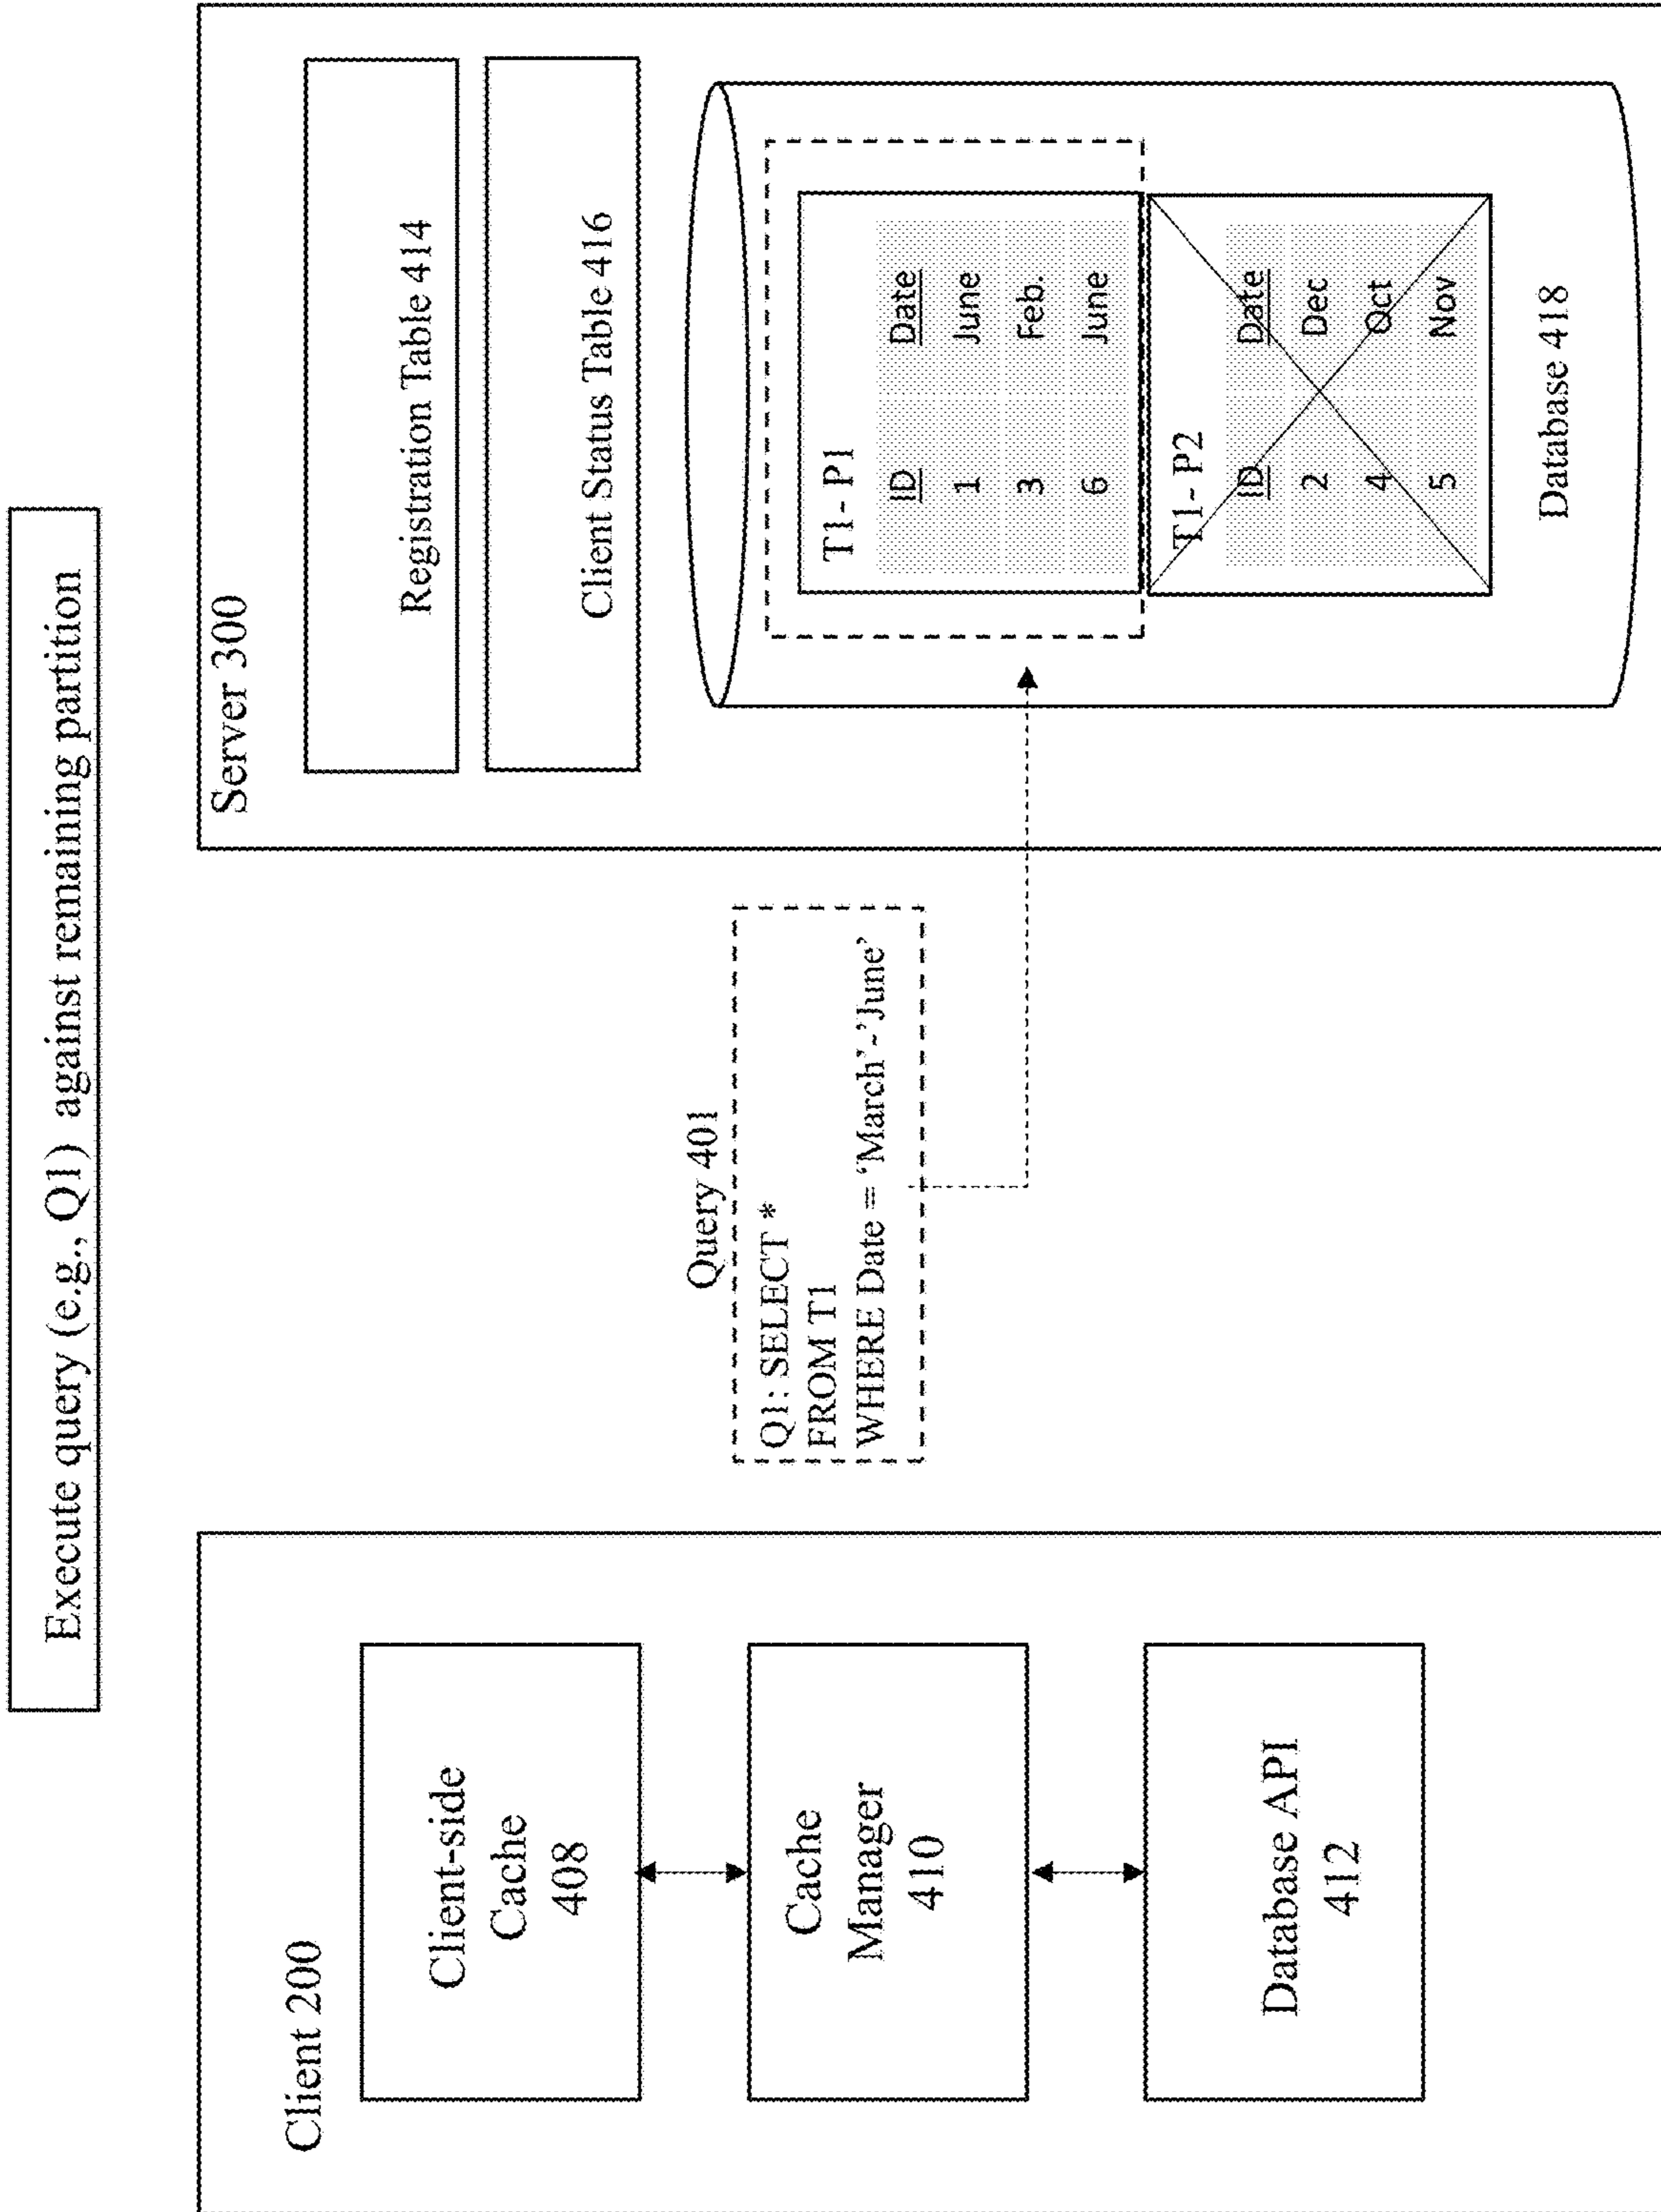 Execute query (e.g., Q1) against remaining partition
Client 200
Client-side
Cache
408
Cache
Manager
410
Database API
412
Query 401
Q1: SELECT *
FROM T1
WHERE Date = ‘March’-’June’
Server 300
Registration Table 414
Client Status Table 416
T1- P1
ID Date
1 June
3 Feb.
6 June
T1- P2
ID Date
2 Dec
4 Oct
5 Nov
Database 418